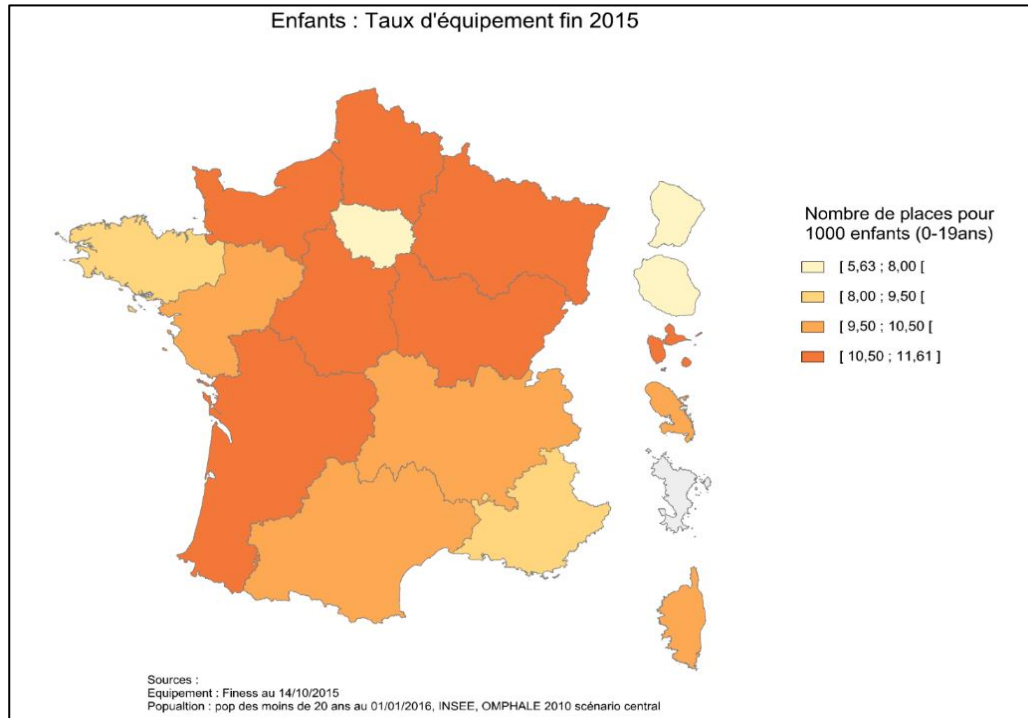 Enfants : Taux d'équipement fin 2015
Nombre de places pour
1000 enfants (0-19ans)
[ 5,63 ; 8,00 [
[ 8,00 ; 9,50 [
[ 9,50 ; 10,50 [
[ 10,50 ; 11,61 ]
Sources :
Equipement : Finess au 14/10/2015
Popualtion : pop des moins de 20 ans au 01/01/2016, INSEE, OMPHALE 2010 scénario central